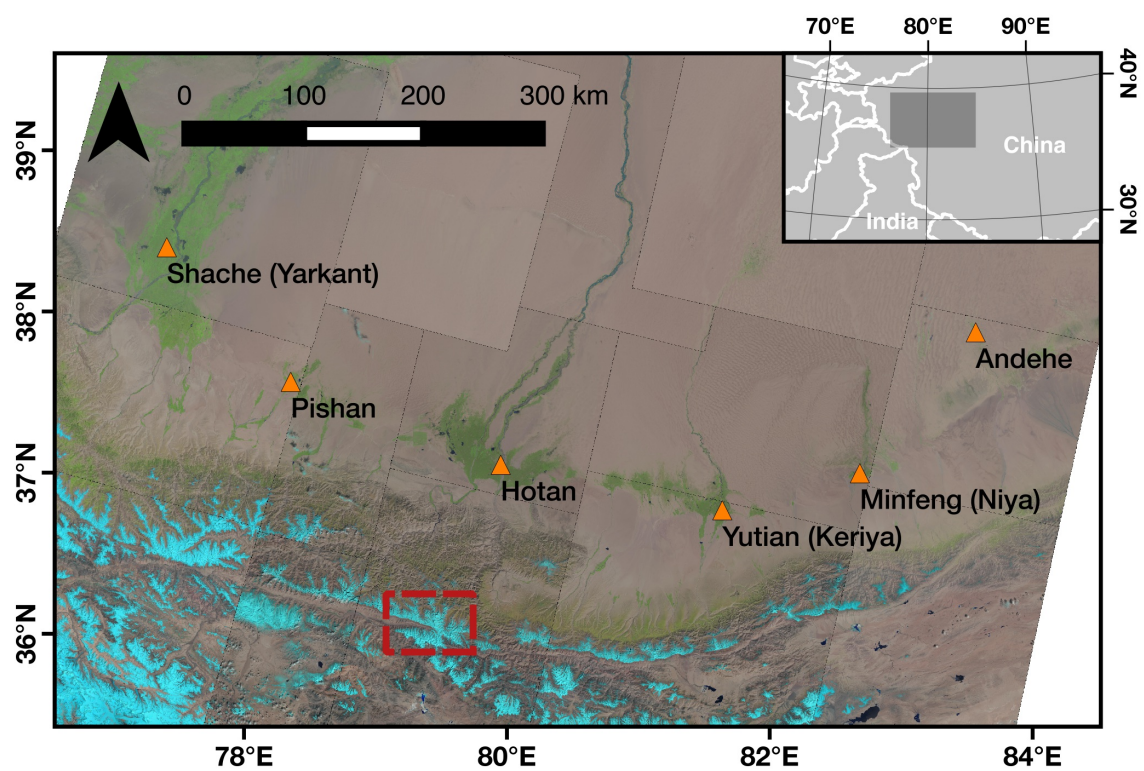 70°E 80°E 90°E
0 100 200 300 km
40°N
39°N
China
30°N
India
Shache (Yarkant)
38°N
Andehe
Pishan
37°N
Hotan
Minfeng (Niya)
Yutian (Keriya)
36°N
78°E 80°E 82°E 84°E